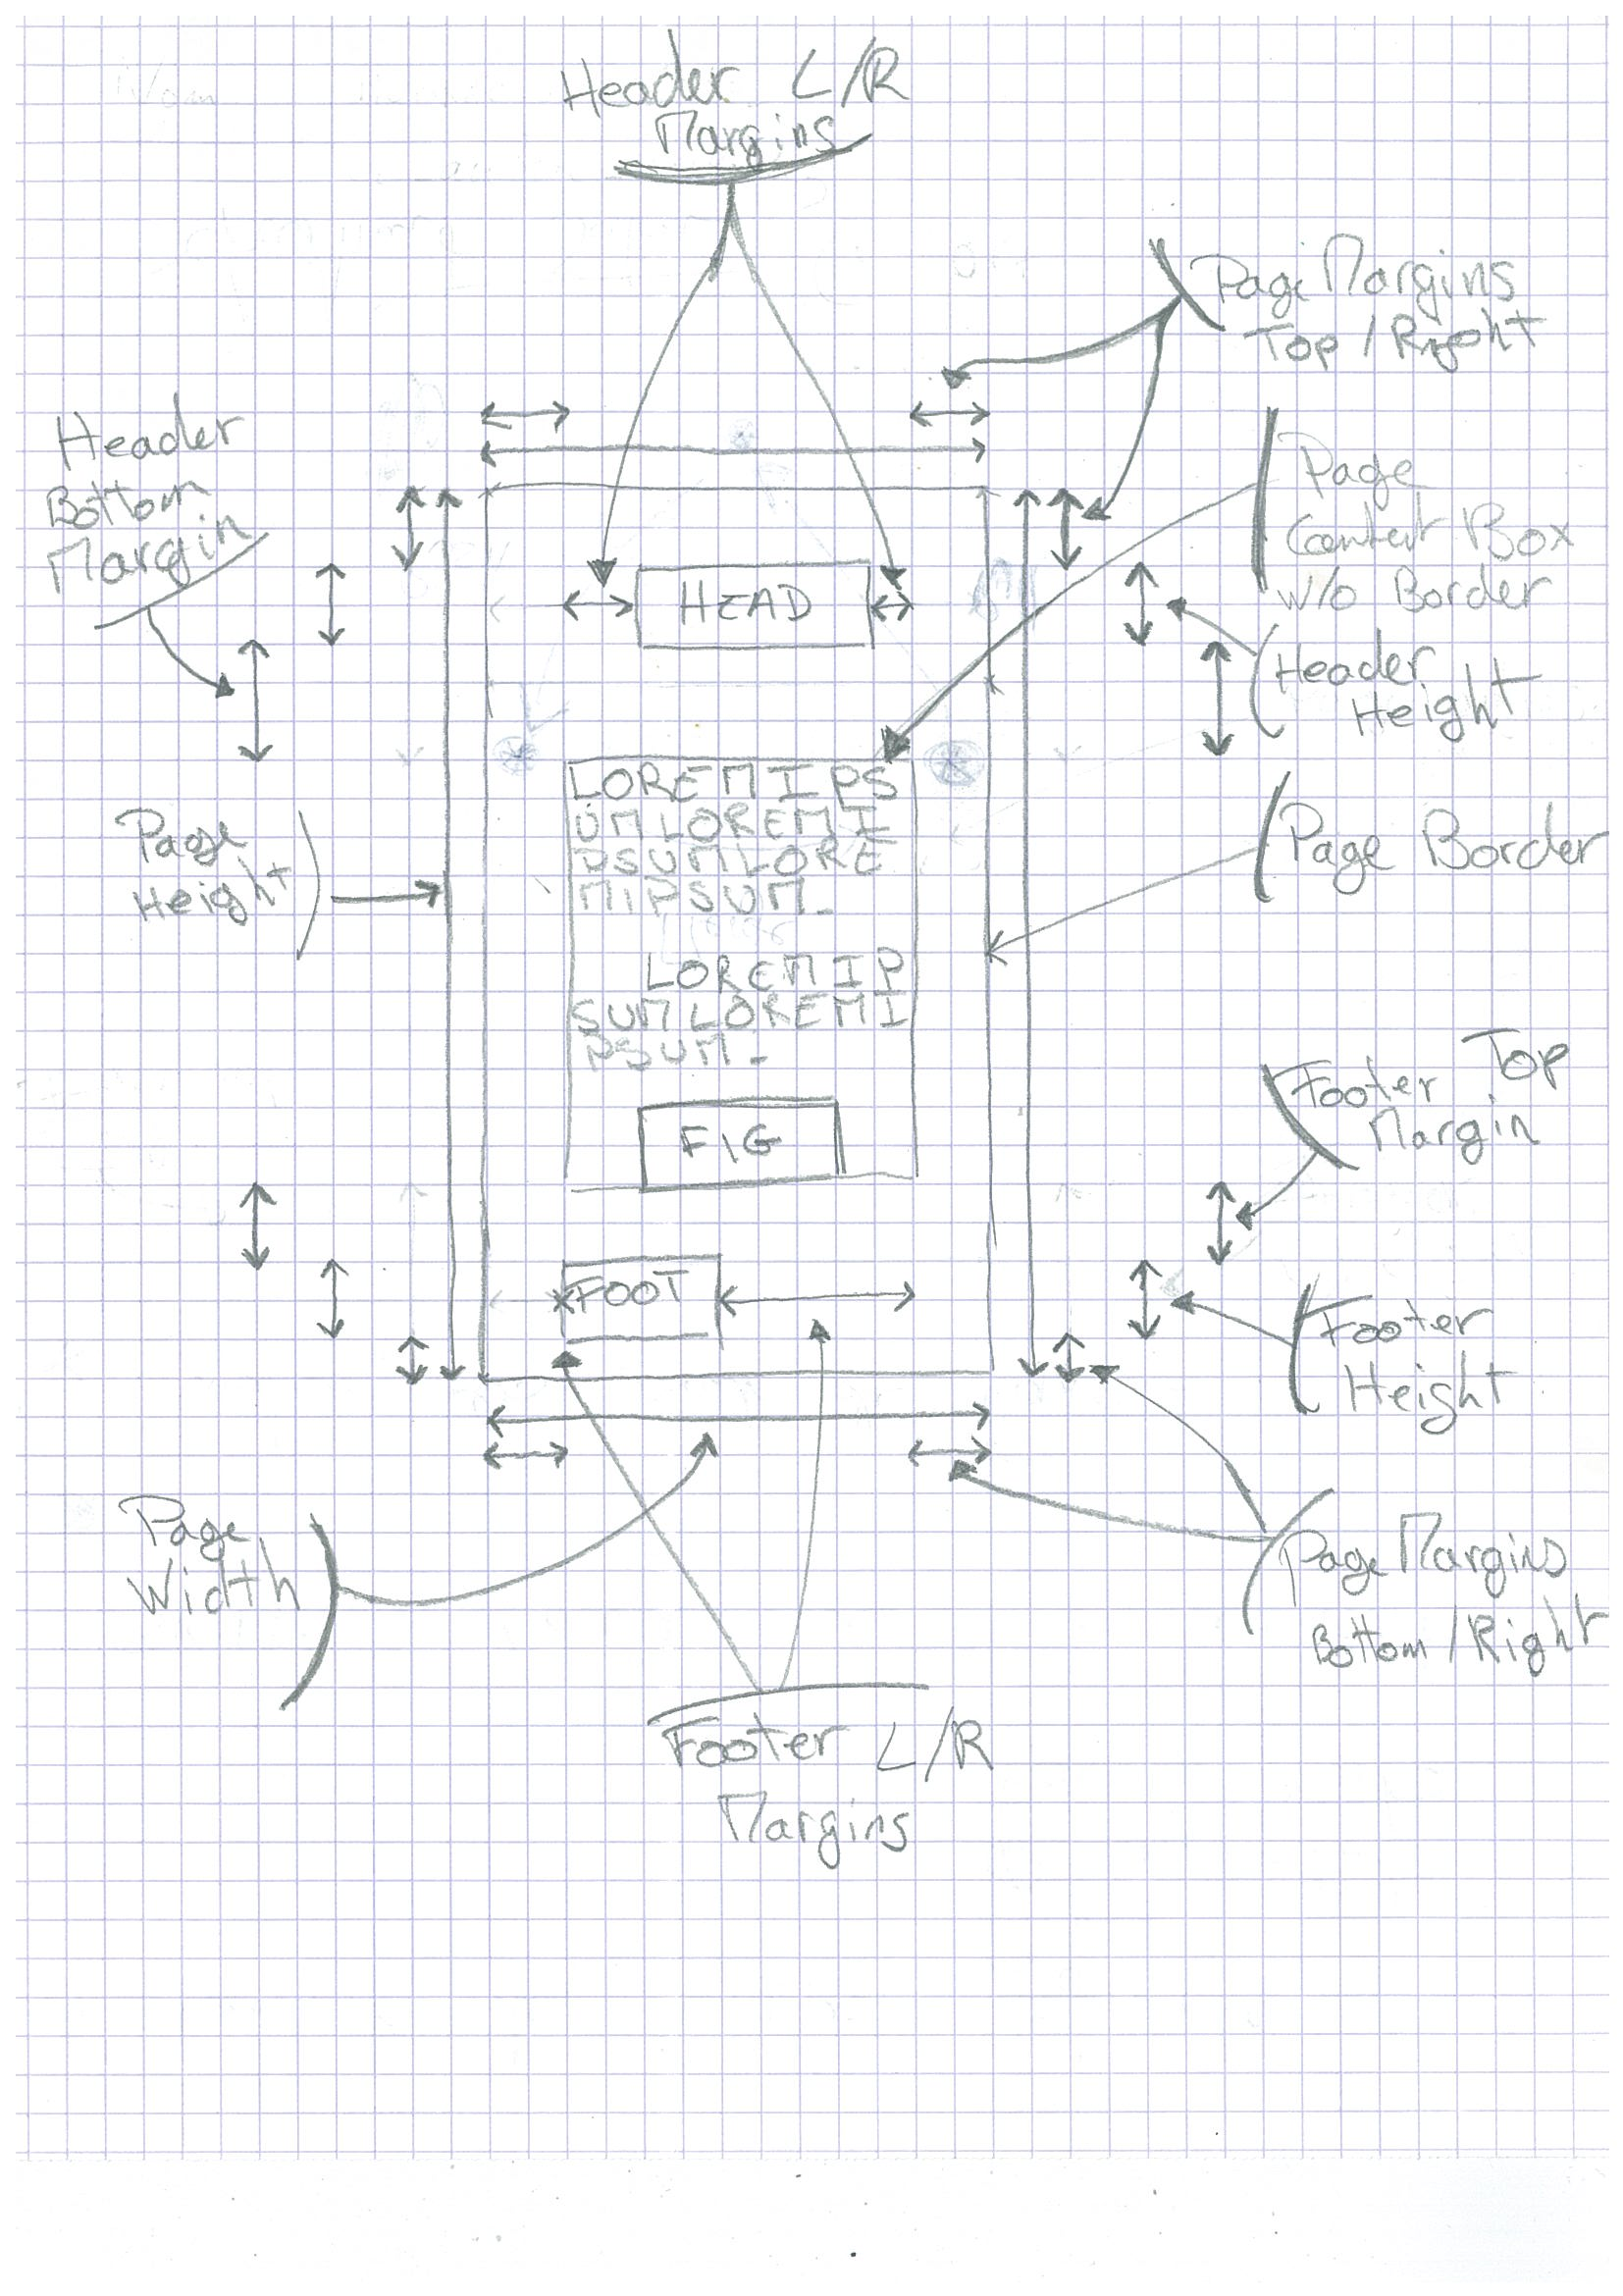 Header L/R
Margins
Page Margins
Top / Right
Header
Bottom
Margin
Page
Content Box
w/o Border
HEAD
Header
Height
LOREMIPS
UMLOREMI
PSUMLORE
MIPSUM.
Page
Height
Page Border
LOREMIP
SUMLOREMI
PSUM.
Footer Top
Margin
FIG
FOOT
Footer
Height
Page
Width
Page Margins
Bottom / Right
Footer L/R
Margins